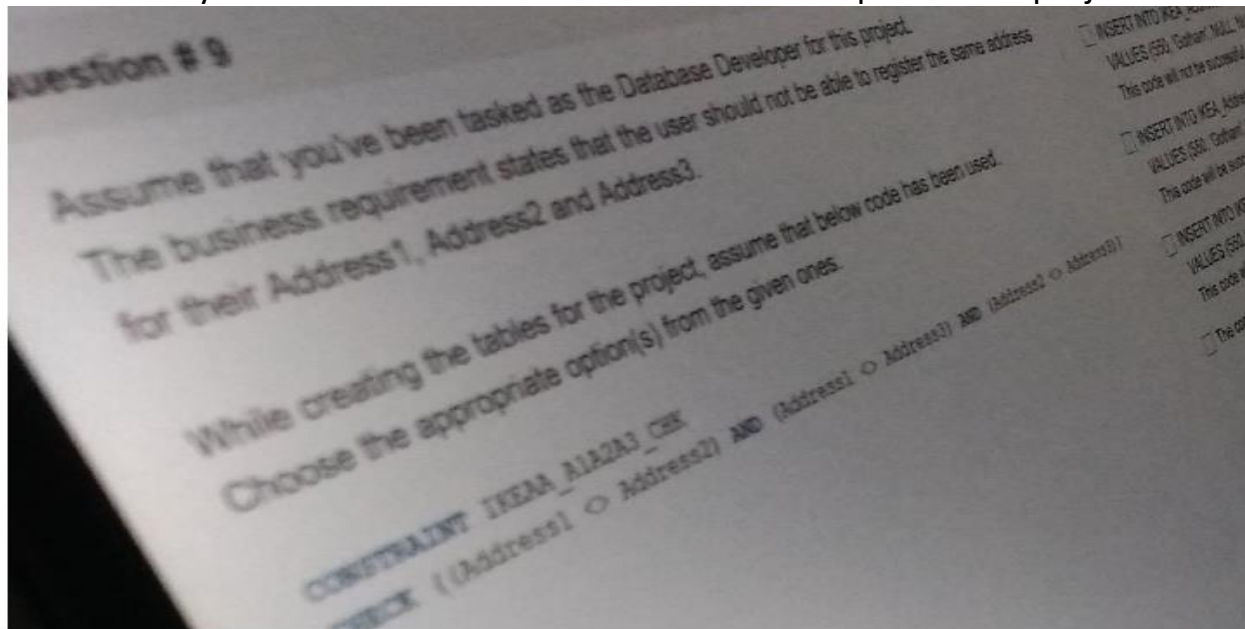 Question # 9
Assume that you've been tasked as the Database Developer for this project.
The business requirement states that the user should not be able to register the same address
for their Address1, Address2 and Address3.
While creating the tables for the project, assume that below code has been used.
Choose the appropriate option(s) from the given ones.
CONSTRAINT IKEAA_A1A2A3_CHK
CHECK ((Address1 <> Address2) AND (Address1 <> Address3) AND (Address2 <> Address3))
INSERT INTO IKEA_
VALUES (550, 'Gotham', NULL,
This code will not be successful
INSERT INTO IKEA_Address
VALUES (560, 'Gotham',
This code will be
INSERT INTO
VALUES (560,
This code
The